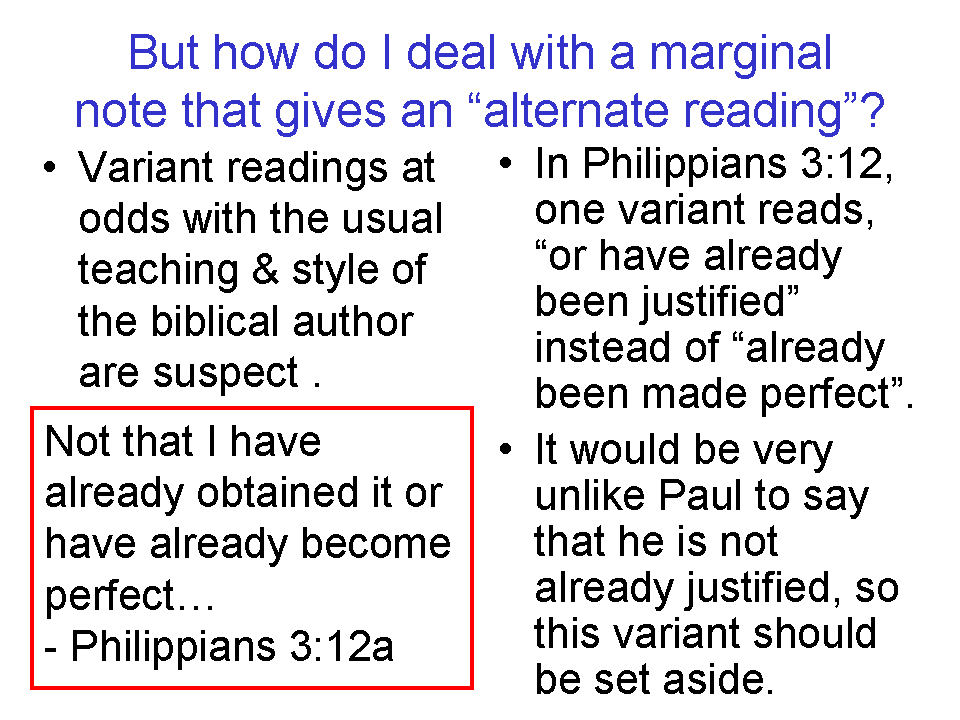 But how do I deal with a marginal
note that gives an “alternate reading”?
• Variant readings at
odds with the usual
teaching & style of
the biblical author
are suspect .
Not that I have
already obtained it or
have already become
perfect…
- Philippians 3:12a
• In Philippians 3:12,
one variant reads,
“or have already
been justified”
instead of “already
been made perfect”.
• It would be very
unlike Paul to say
that he is not
already justified, so
this variant should
be set aside.